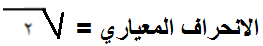 الانحراف المعياري = √٢